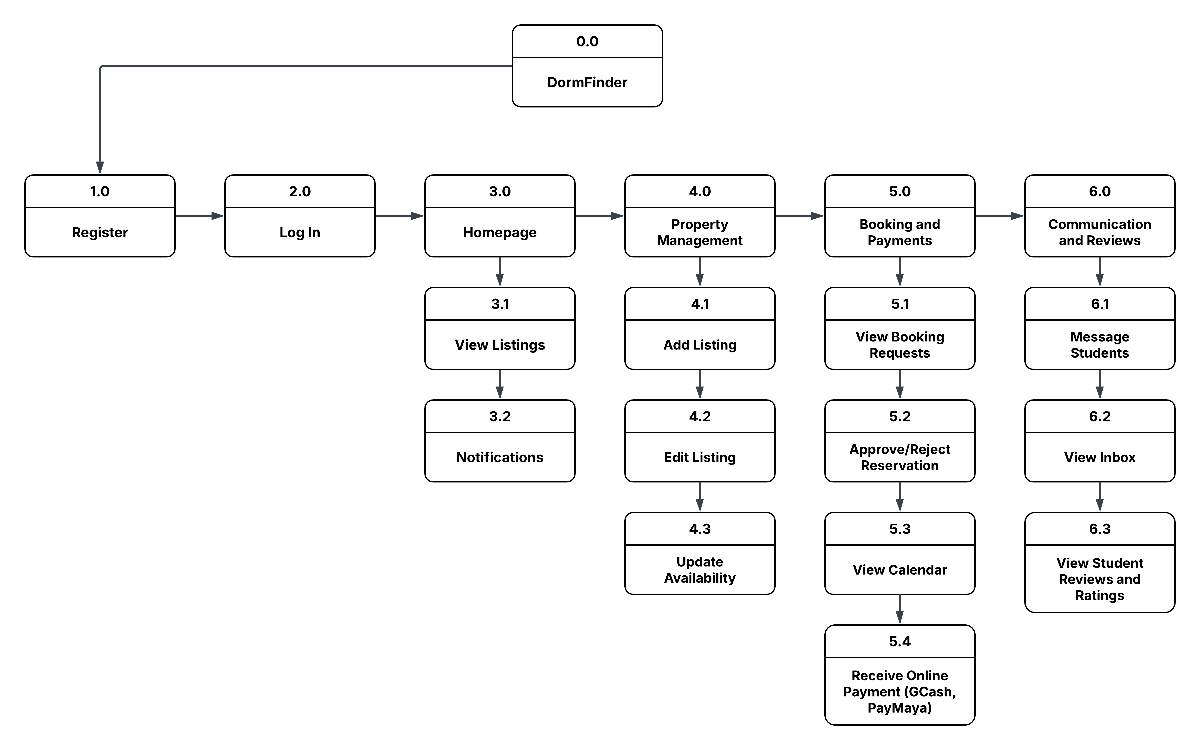 0.0
DormFinder
1.0
Register
2.0
Log In
3.0
Homepage
4.0
Property
Management
5.0
Booking and
Payments
6.0
Communication
and Reviews
3.1
View Listings
4.1
Add Listing
5.1
View Booking
Requests
6.1
Message
Students
3.2
Notifications
4.2
Edit Listing
5.2
Approve/Reject
Reservation
6.2
View Inbox
4.3
Update
Availability
5.3
View Calendar
6.3
View Student
Reviews and
Ratings
5.4
Receive Online
Payment (GCash,
PayMaya)